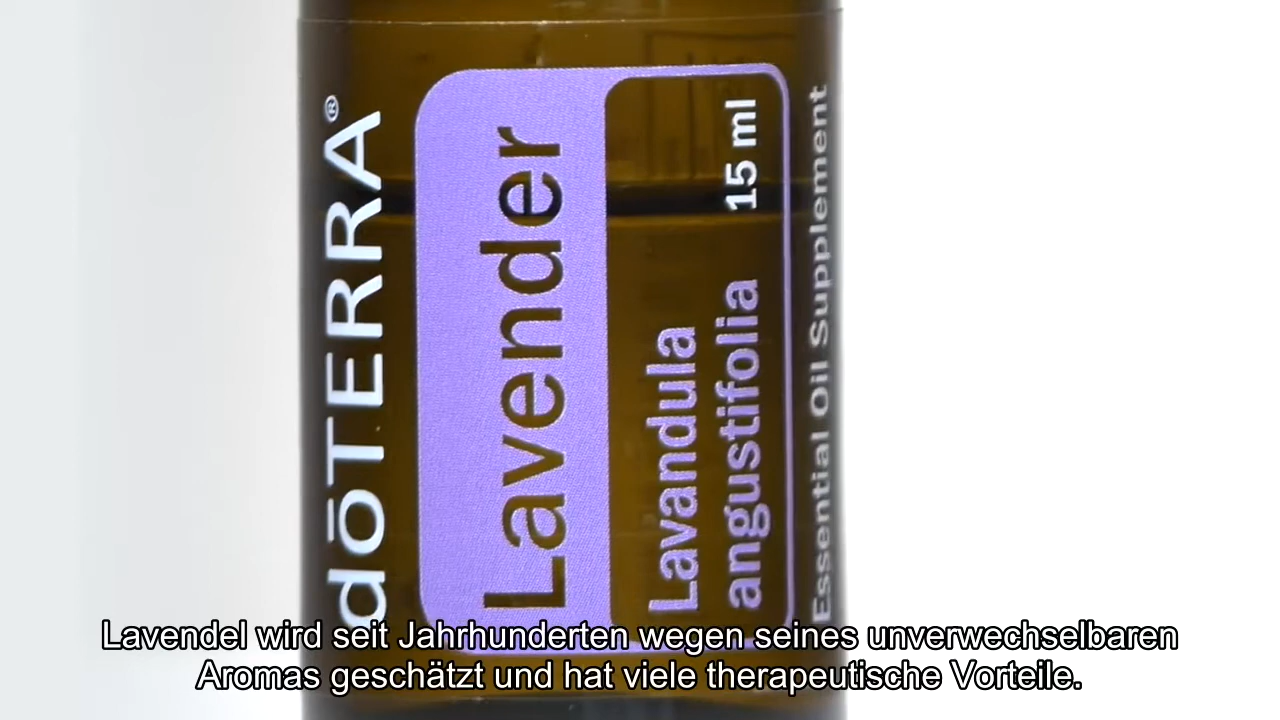 dōTERRA®
Lavender
Lavandula
angustifolia 15 ml
Essential Oil Supplement
Lavendel wird seit Jahrhunderten wegen seines unverwechselbaren
Aromas geschätzt und hat viele therapeutische Vorteile.